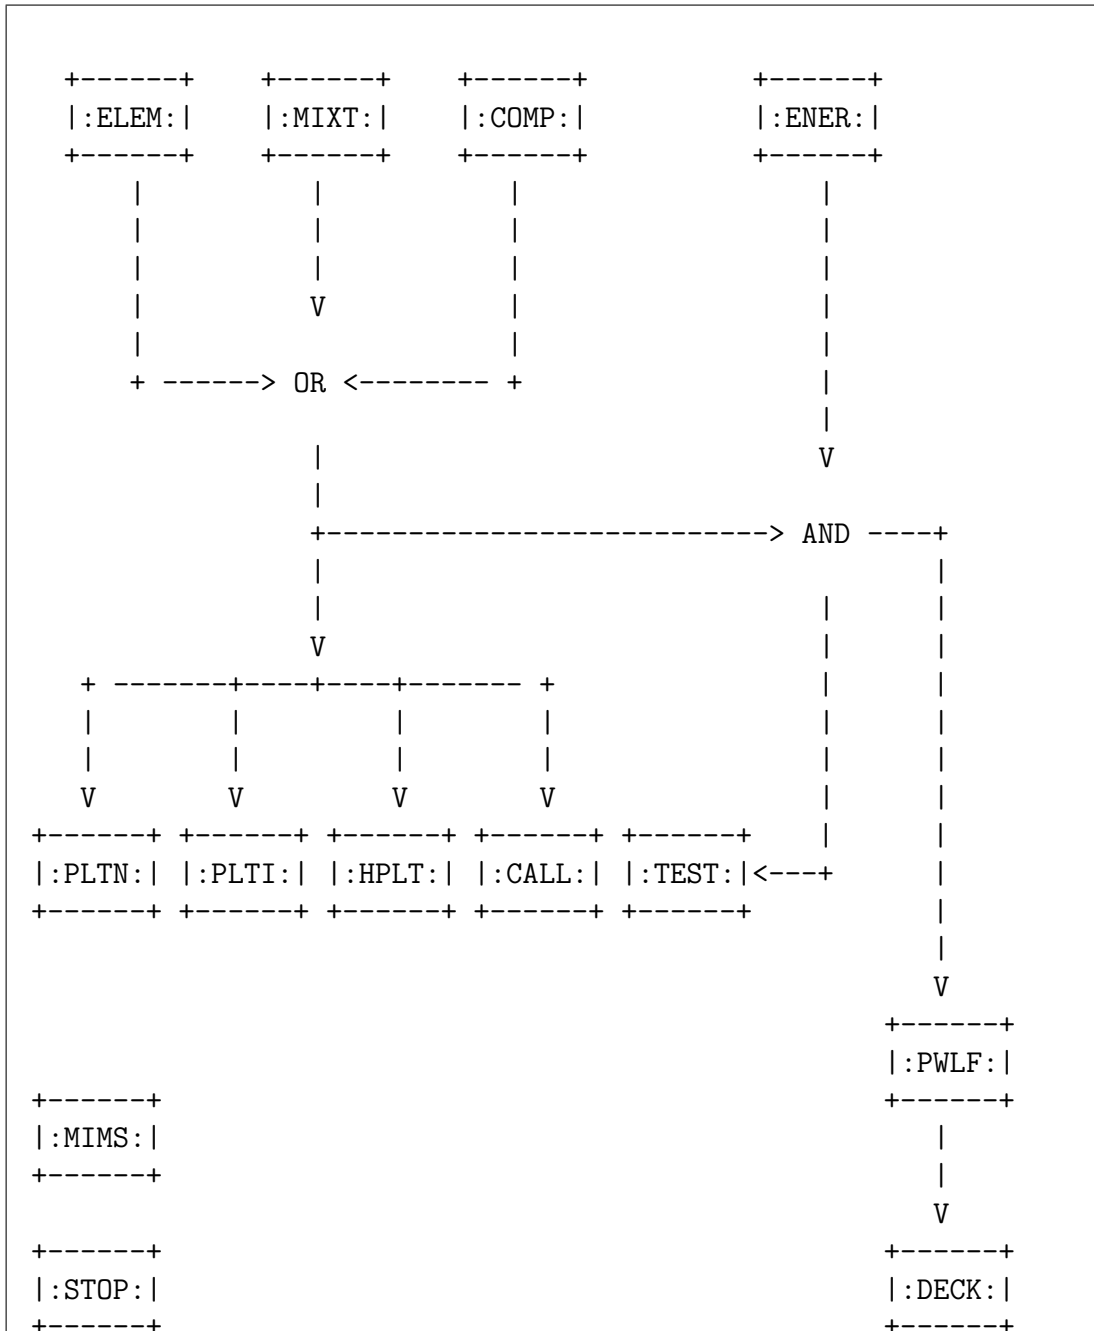 +------+    +------+    +------+          +------+
|:ELEM:|    |:MIXT:|    |:COMP:|          |:ENER:|
+------+    +------+    +------+          +------+
    |          |           |                  |
    |          |           |                  |
    |          |           |                  |
    |          V           |                  |
    |                      |                  |
    + ------> OR <-------- +                  |
                                              |
               |                              V
               |
               +---------------------------> AND ----+
               |                                     |
               |                              |      |
               V                              |      |
 + -------+----+----+------- +                |      |
 |        |         |        |                |      |
 |        |         |        |                |      |
 V        V         V        V                |      |
+------+ +------+ +------+ +------+ +------+  |      |
|:PLTN:| |:PLTI:| |:HPLT:| |:CALL:| |:TEST:|<---+    |
+------+ +------+ +------+ +------+ +------+         |
                                                     |
                                                     V
                                                  +------+
                                                  |:PWLF:|
+------+                                          +------+
|:MIMS:|                                             |
+------+                                             |
                                                     V
+------+                                          +------+
|:STOP:|                                          |:DECK:|
+------+                                          +------+